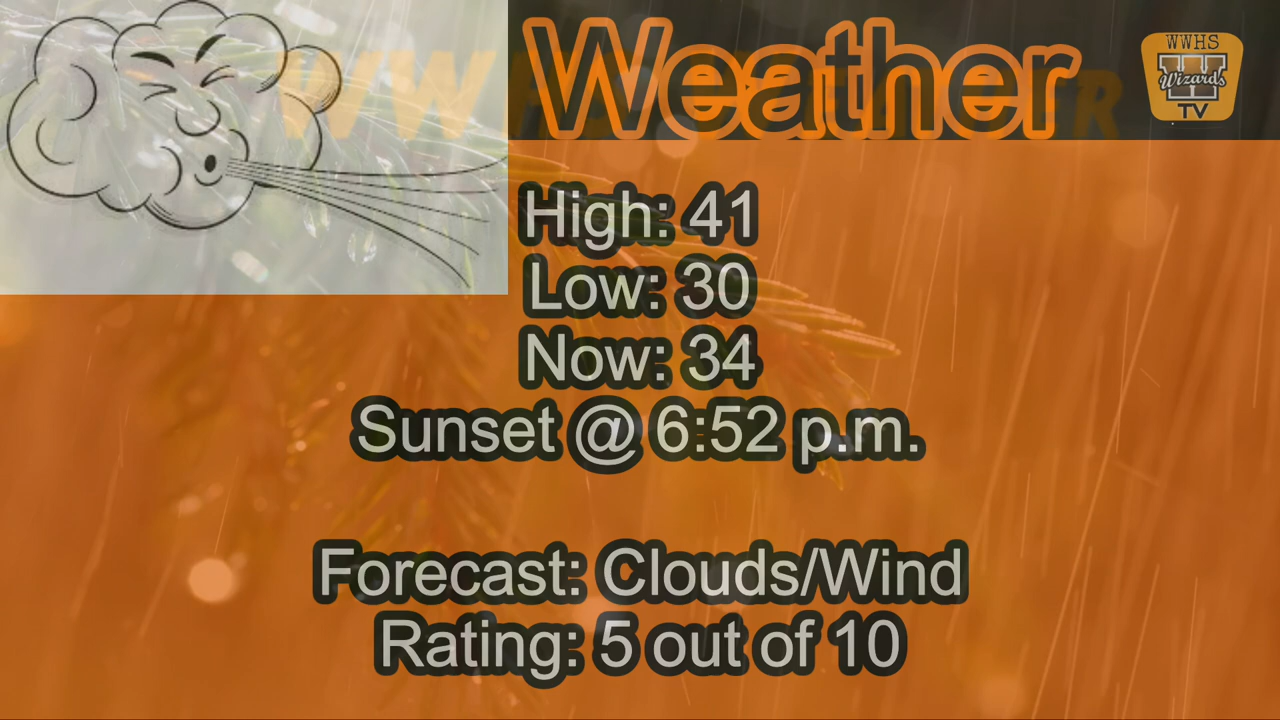 Weather
WWHS
W
Wizards
TV
High: 41
Low: 30
Now: 34
Sunset @ 6:52 p.m.
Forecast: Clouds/Wind
Rating: 5 out of 10